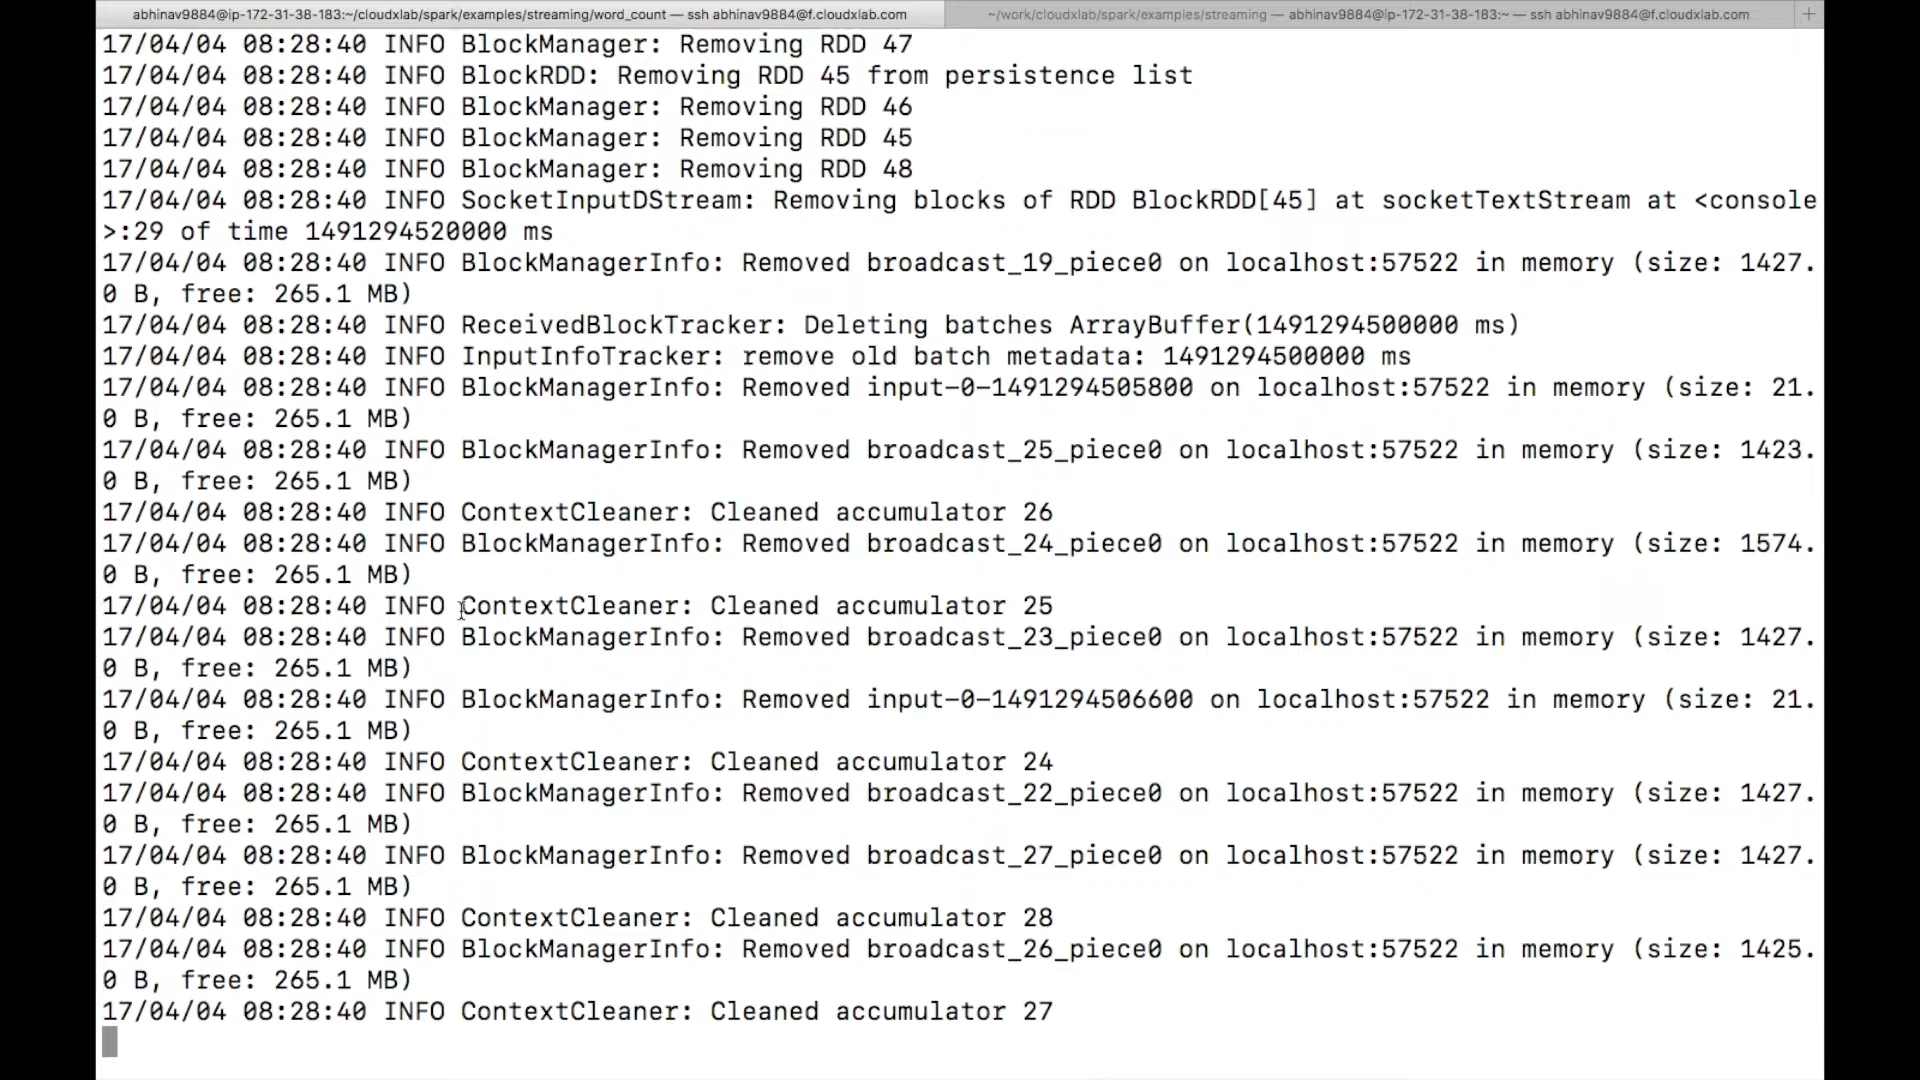 abhinav9884@ip-172-31-38-183:~/cloudxlab/spark/examples/streaming/word_count — ssh abhinav9884@f.cloudxlab.com
~/work/cloudxlab/spark/examples/streaming — abhinav9884@ip-172-31-38-183:~ — ssh abhinav9884@f.cloudxlab.com
17/04/04 08:28:40 INFO BlockManager: Removing RDD 47
17/04/04 08:28:40 INFO BlockRDD: Removing RDD 45 from persistence list
17/04/04 08:28:40 INFO BlockManager: Removing RDD 46
17/04/04 08:28:40 INFO BlockManager: Removing RDD 45
17/04/04 08:28:40 INFO BlockManager: Removing RDD 48
17/04/04 08:28:40 INFO SocketInputDStream: Removing blocks of RDD BlockRDD[45] at socketTextStream at <console
>:29 of time 1491294520000 ms
17/04/04 08:28:40 INFO BlockManagerInfo: Removed broadcast_19_piece0 on localhost:57522 in memory (size: 1427.
0 B, free: 265.1 MB)
17/04/04 08:28:40 INFO ReceivedBlockTracker: Deleting batches ArrayBuffer(1491294500000 ms)
17/04/04 08:28:40 INFO InputInfoTracker: remove old batch metadata: 1491294500000 ms
17/04/04 08:28:40 INFO BlockManagerInfo: Removed input-0-1491294505800 on localhost:57522 in memory (size: 21.
0 B, free: 265.1 MB)
17/04/04 08:28:40 INFO BlockManagerInfo: Removed broadcast_25_piece0 on localhost:57522 in memory (size: 1423.
0 B, free: 265.1 MB)
17/04/04 08:28:40 INFO ContextCleaner: Cleaned accumulator 26
17/04/04 08:28:40 INFO BlockManagerInfo: Removed broadcast_24_piece0 on localhost:57522 in memory (size: 1574.
0 B, free: 265.1 MB)
17/04/04 08:28:40 INFO ContextCleaner: Cleaned accumulator 25
17/04/04 08:28:40 INFO BlockManagerInfo: Removed broadcast_23_piece0 on localhost:57522 in memory (size: 1427.
0 B, free: 265.1 MB)
17/04/04 08:28:40 INFO BlockManagerInfo: Removed input-0-1491294506600 on localhost:57522 in memory (size: 21.
0 B, free: 265.1 MB)
17/04/04 08:28:40 INFO ContextCleaner: Cleaned accumulator 24
17/04/04 08:28:40 INFO BlockManagerInfo: Removed broadcast_22_piece0 on localhost:57522 in memory (size: 1427.
0 B, free: 265.1 MB)
17/04/04 08:28:40 INFO BlockManagerInfo: Removed broadcast_27_piece0 on localhost:57522 in memory (size: 1427.
0 B, free: 265.1 MB)
17/04/04 08:28:40 INFO ContextCleaner: Cleaned accumulator 28
17/04/04 08:28:40 INFO BlockManagerInfo: Removed broadcast_26_piece0 on localhost:57522 in memory (size: 1425.
0 B, free: 265.1 MB)
17/04/04 08:28:40 INFO ContextCleaner: Cleaned accumulator 27